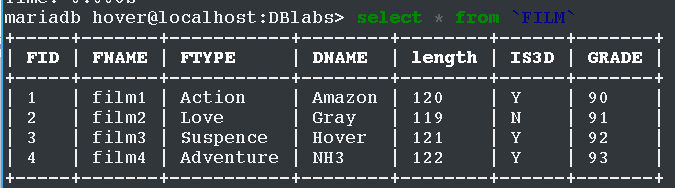 mariadb hover@localhost:DBlabs> select * from `FILM`
+-----+-------+-----------+--------+--------+------+-------+
| FID | FNAME | FTYPE     | DNAME  | length | IS3D | GRADE |
+-----+-------+-----------+--------+--------+------+-------+
| 1   | film1 | Action    | Amazon | 120    | Y    | 90    |
| 2   | film2 | Love      | Gray   | 119    | N    | 91    |
| 3   | film3 | Suspence  | Hover  | 121    | Y    | 92    |
| 4   | film4 | Adventure | NH3    | 122    | Y    | 93    |
+-----+-------+-----------+--------+--------+------+-------+